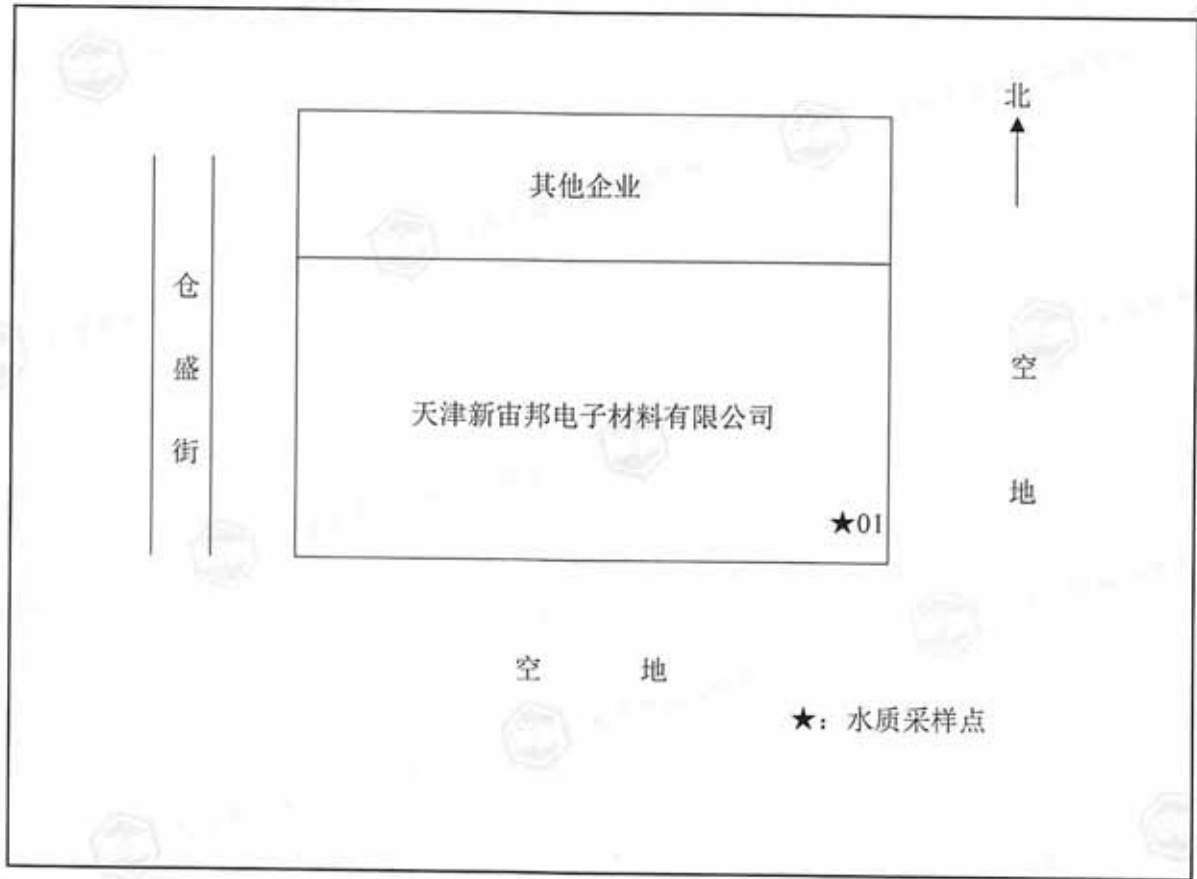 北
其他企业
仓盛街
空地
天津新宙邦电子材料有限公司
★01
空 地
★：水质采样点